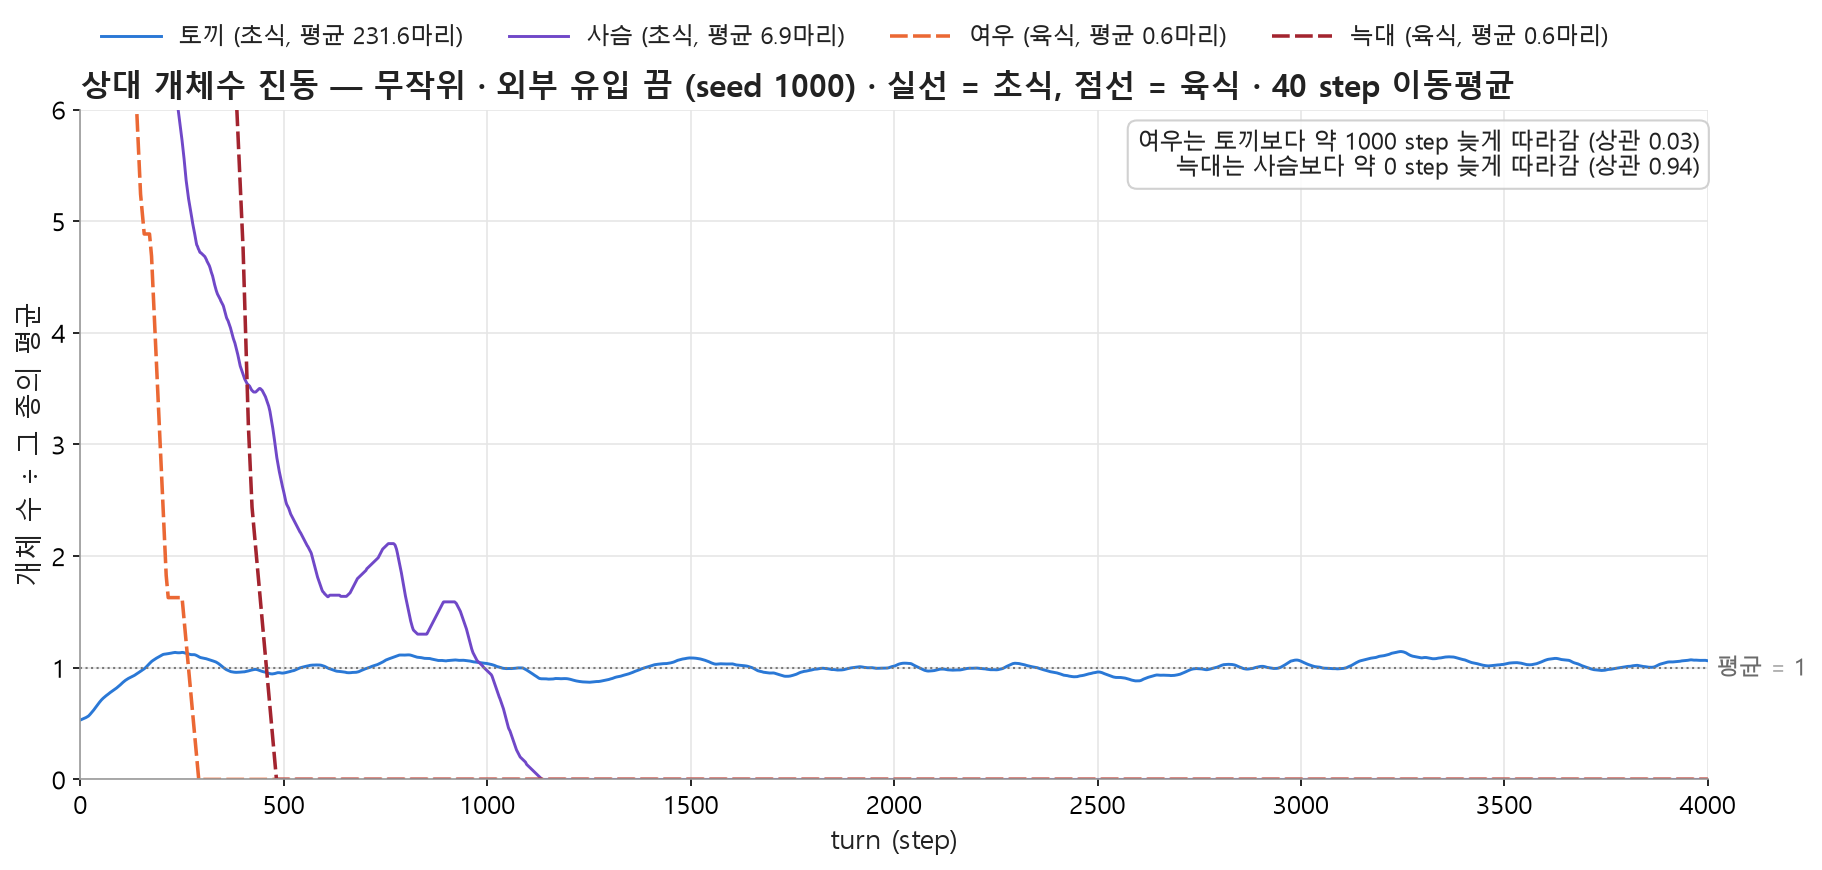 토끼 (초식, 평균 231.6마리)
사슴 (초식, 평균 6.9마리)
여우 (육식, 평균 0.6마리)
늑대 (육식, 평균 0.6마리)
상대 개체수 진동 — 무작위 · 외부 유입 끔 (seed 1000) · 실선 = 초식, 점선 = 육식 · 40 step 이동평균
여우는 토끼보다 약 1000 step 늦게 따라감 (상관 0.03)
늑대는 사슴보다 약 0 step 늦게 따라감 (상관 0.94)
개체 수 ÷ 그 종의 평균
6
5
4
3
2
1
0
평균 = 1
0
500
1000
1500
2000
2500
3000
3500
4000
turn (step)